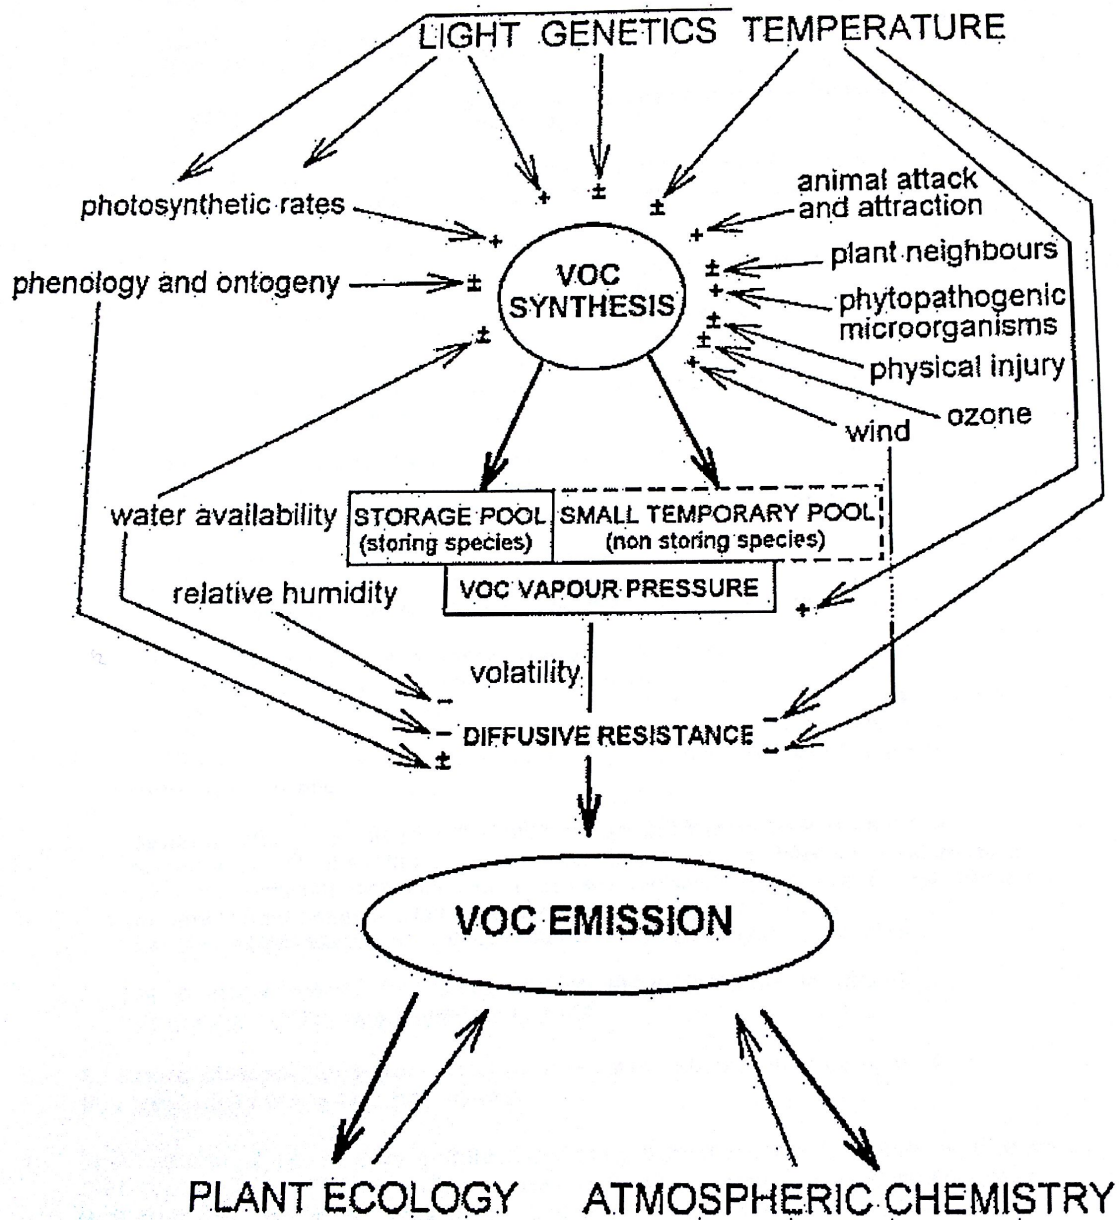 LIGHT GENETICS TEMPERATURE
+
±
±
photosynthetic rates
+
animal attack
and attraction
+
phenology and ontogeny
±
VOC
SYNTHESIS
±
plant neighbours
+
phytopathogenic
microorganisms
±
±
physical injury
±
ozone
+
wind
water availability
STORAGE POOL
(storing species)
SMALL TEMPORARY POOL
(non storing species)
relative humidity
VOC VAPOUR PRESSURE
+
volatility
–
–
DIFFUSIVE RESISTANCE
–
–
±
VOC EMISSION
PLANT ECOLOGY
ATMOSPHERIC CHEMISTRY